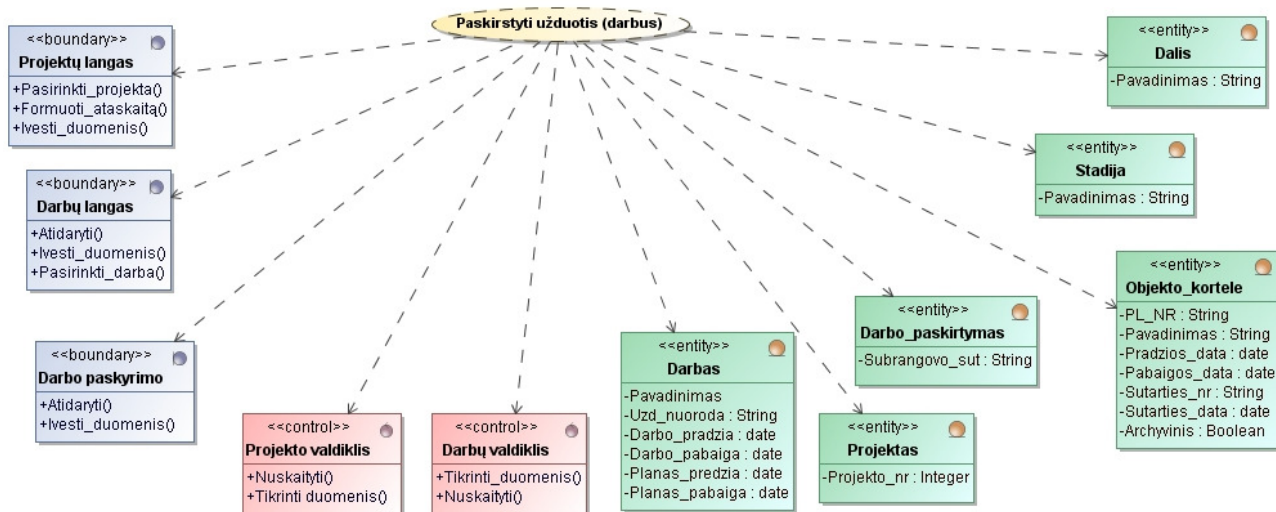 Paskirstyti užduotis (darbus)
<<boundary>>
Projektų langas
+Pasirinkti_projekta()
+Formuoti_ataskaitą()
+Ivesti_duomenis()
<<boundary>>
Darbų langas
+Atidaryti()
+Ivesti_duomenis()
+Pasirinkti_darba()
<<boundary>>
Darbo paskyrimo
+Atidaryti()
+Ivesti_duomenis()
<<control>>
Projekto valdiklis
+Nuskaityti()
+Tikrinti duomenis()
<<control>>
Darbų valdiklis
+Tikrinti_duomenis()
+Nuskaityti()
<<entity>>
Darbas
-Pavadinimas
-Uzd_nuoroda : String
-Darbo_pradzia : date
-Darbo_pabaiga : date
-Planas_predzia : date
-Planas_pabaiga : date
<<entity>>
Projektas
-Projekto_nr : Integer
<<entity>>
Darbo_paskirtymas
-Subrangovo_sut : String
<<entity>>
Objekto_kortele
-PL_NR : String
-Pavadinimas : String
-Pradzios_data : date
-Pabaigos_data : date
-Sutarties_nr : String
-Sutarties_data : date
-Archyvinis : Boolean
<<entity>>
Stadija
-Pavadinimas : String
<<entity>>
Dalis
-Pavadinimas : String